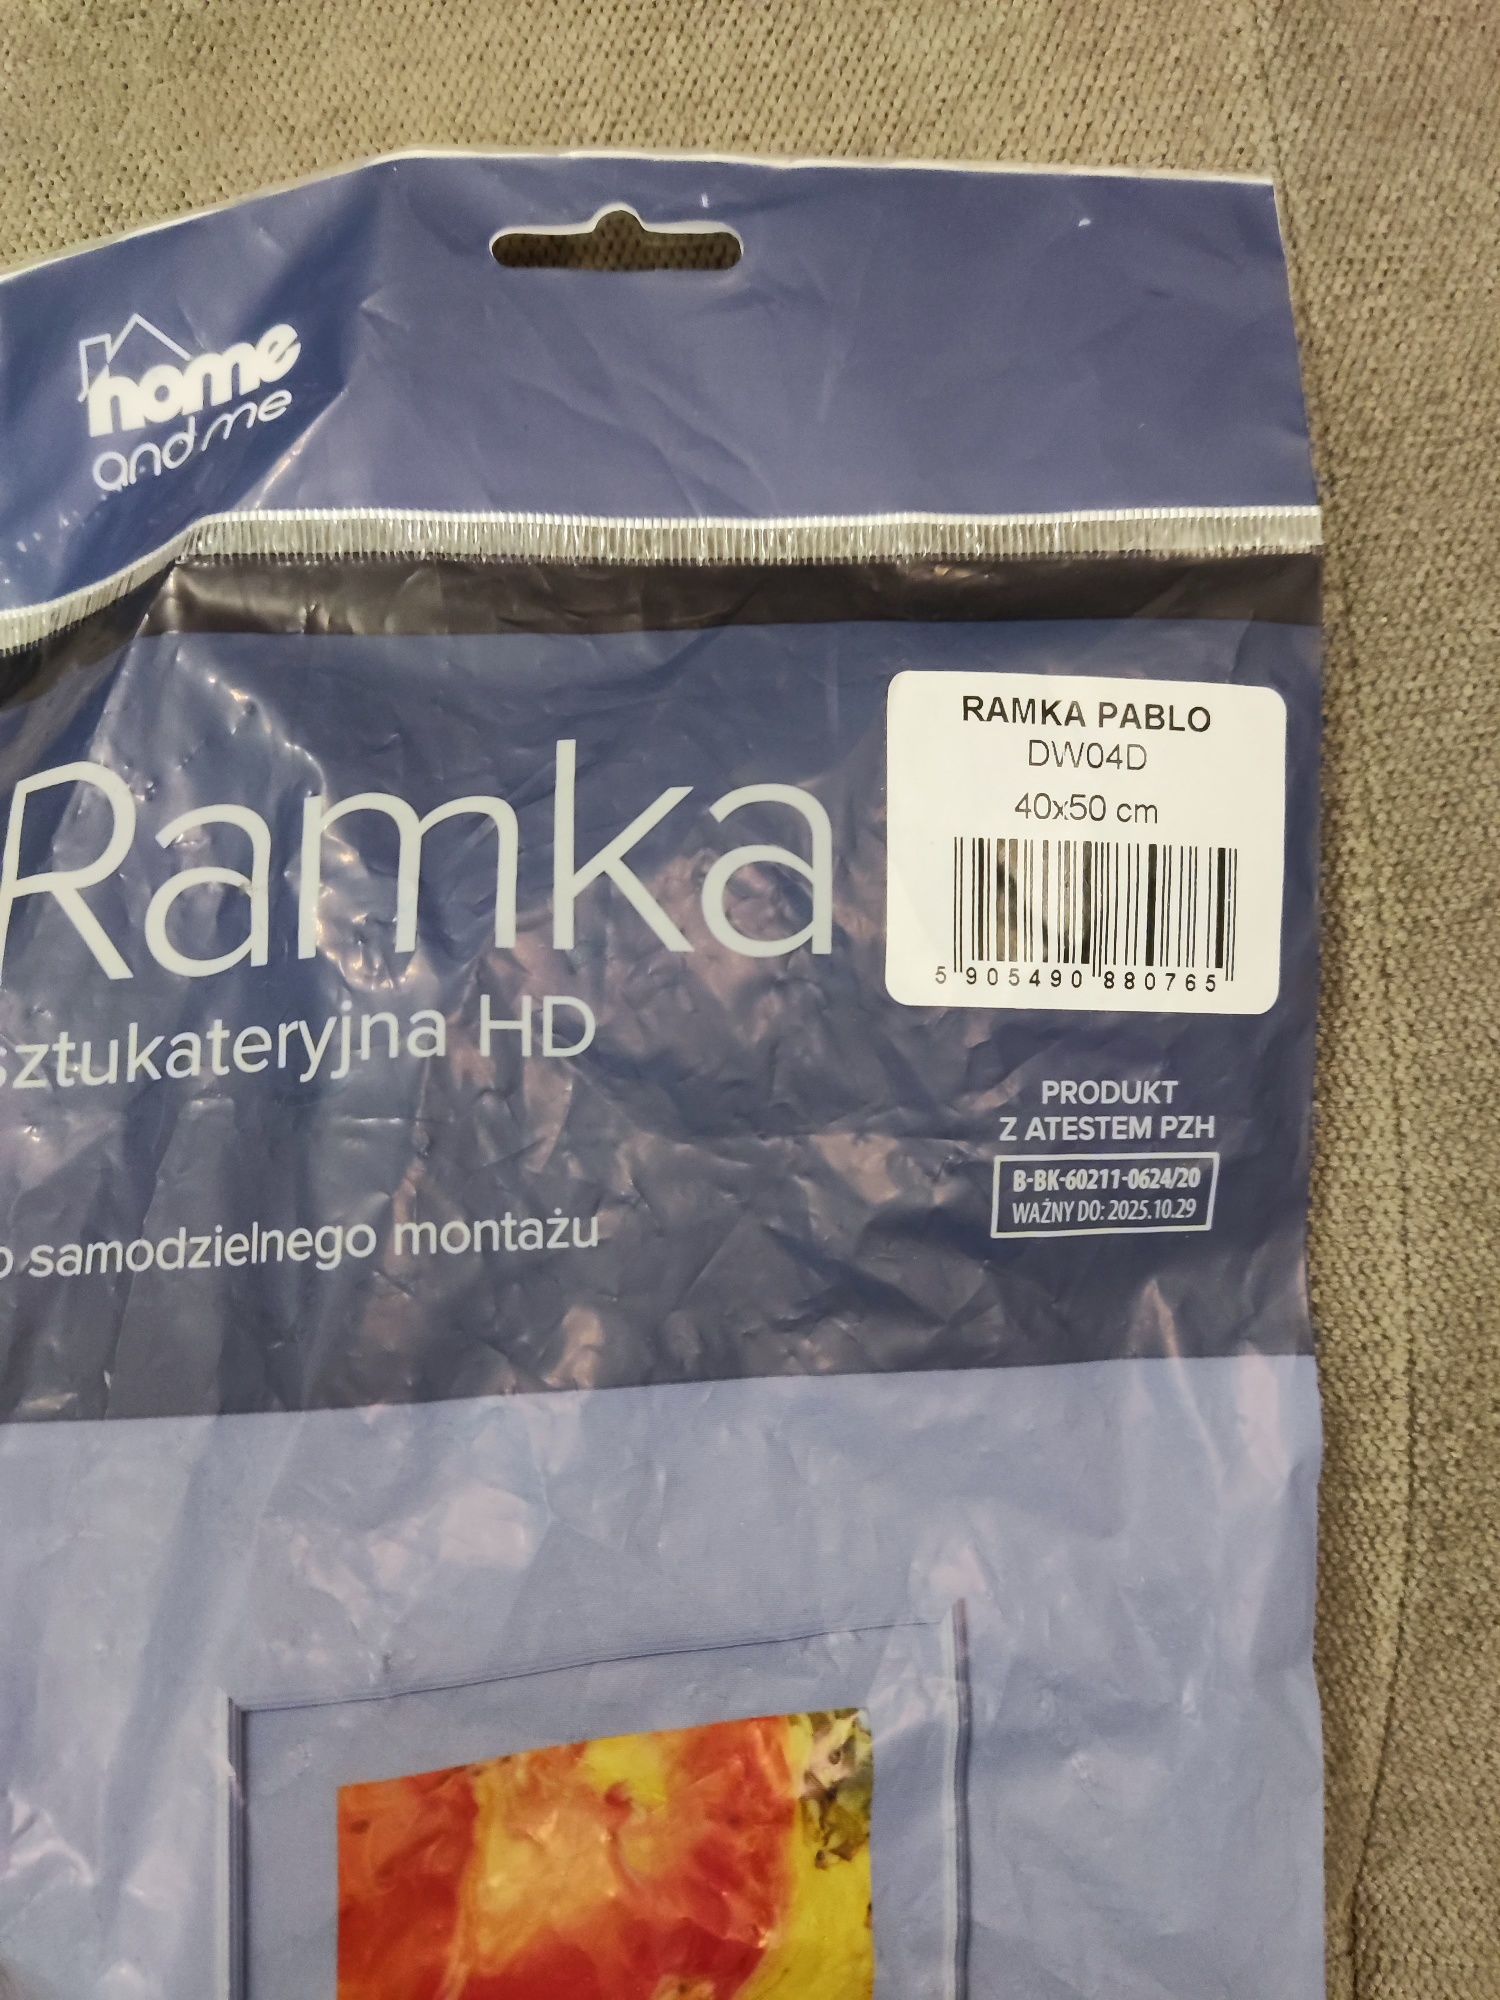 home
and me
RAMKA PABLO
DW04D
40x50 cm
5 905490 880765
Ramka
sztukateryjna HD
PRODUKT
Z ATESTEM PZH
B-BK-60211-0624/20
WAŻNY DO: 2025.10.29
o samodzielnego montażu